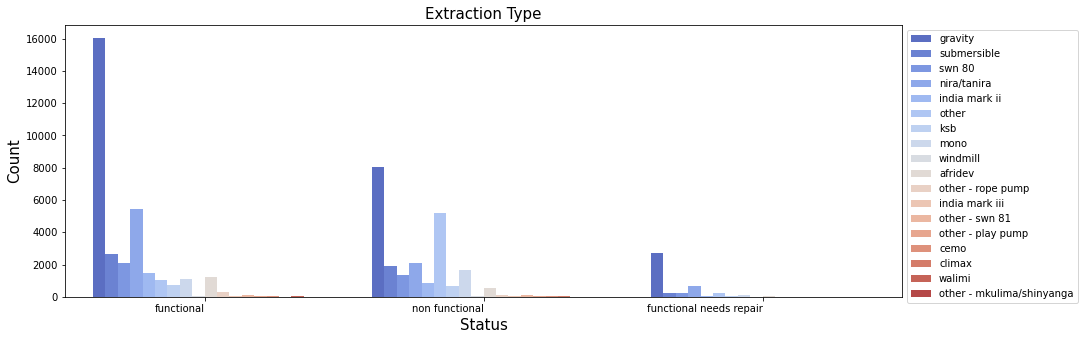 Extraction Type
Count
16000
14000
12000
10000
8000
6000
4000
2000
0
functional
non functional
functional needs repair
Status
gravity
submersible
swn 80
nira/tanira
india mark ii
other
ksb
mono
windmill
afridev
other - rope pump
india mark iii
other - swn 81
other - play pump
cemo
climax
walimi
other - mkulima/shinyanga